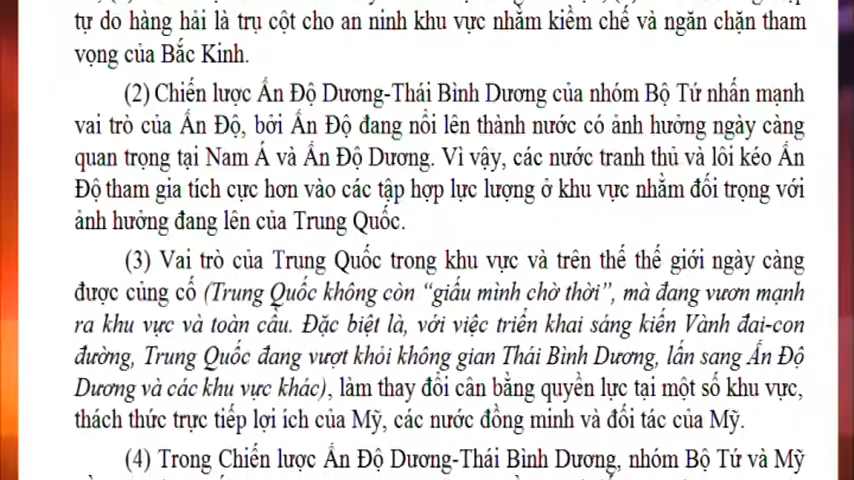 tự do hàng hải là trụ cột cho an ninh khu vực nhằm kiềm chế và ngăn chặn tham
vọng của Bắc Kinh.
(2) Chiến lược Ấn Độ Dương-Thái Bình Dương của nhóm Bộ Tứ nhấn mạnh
vai trò của Ấn Độ, bởi Ấn Độ đang nổi lên thành nước có ảnh hưởng ngày càng
quan trọng tại Nam Á và Ấn Độ Dương. Vì vậy, các nước tranh thủ và lôi kéo Ấn
Độ tham gia tích cực hơn vào các tập hợp lực lượng ở khu vực nhằm đối trọng với
ảnh hưởng đang lên của Trung Quốc.
(3) Vai trò của Trung Quốc trong khu vực và trên thế thế giới ngày càng
được củng cố (Trung Quốc không còn “giấu mình chờ thời”, mà đang vươn mạnh
ra khu vực và toàn cầu. Đặc biệt là, với việc triển khai sáng kiến Vành đai-con
đường, Trung Quốc đang vượt khỏi không gian Thái Bình Dương, lấn sang Ấn Độ
Dương và các khu vực khác), làm thay đổi cân bằng quyền lực tại một số khu vực,
thách thức trực tiếp lợi ích của Mỹ, các nước đồng minh và đối tác của Mỹ.
(4) Trong Chiến lược Ấn Độ Dương-Thái Bình Dương, nhóm Bộ Tứ và Mỹ